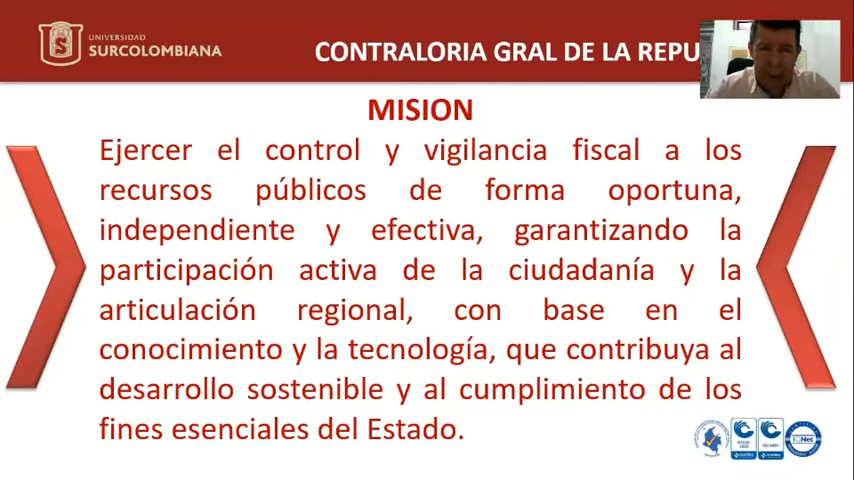 UNIVERSIDAD
SURCOLOMBIANA
CONTRALORIA GRAL DE LA REPU
MISION
Ejercer el control y vigilancia fiscal a los
recursos públicos de forma oportuna,
independiente y efectiva, garantizando la
participación activa de la ciudadanía y la
articulación regional, con base en el
conocimiento y la tecnología, que contribuya al
desarrollo sostenible y al cumplimiento de los
fines esenciales del Estado.